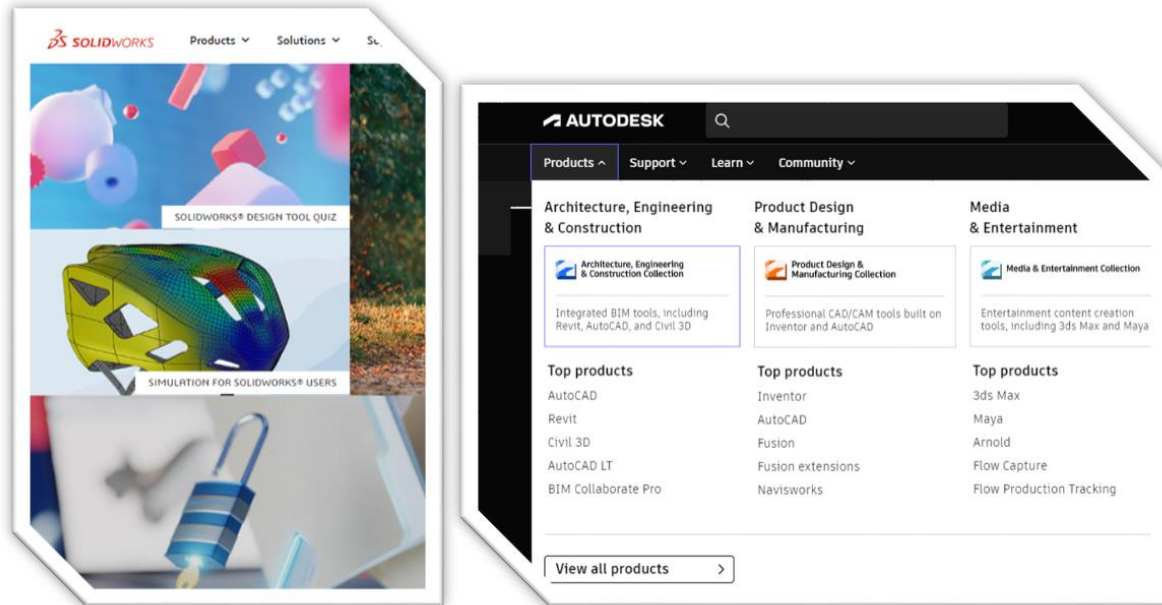 SOLIDWORKS
Products
Solutions
SOLIDWORKS® DESIGN TOOL QUIZ
SIMULATION FOR SOLIDWORKS® USERS
AUTODESK
Products
Support
Learn
Community
Architecture, Engineering
& Construction
Architecture, Engineering
& Construction Collection
Integrated BIM tools, including
Revit, AutoCAD, and Civil 3D
Top products
AutoCAD
Revit
Civil 3D
AutoCAD LT
BIM Collaborate Pro
Product Design
& Manufacturing
Product Design &
Manufacturing Collection
Professional CAD/CAM tools built on
Inventor and AutoCAD
Top products
Inventor
AutoCAD
Fusion
Fusion extensions
Navisworks
Media
& Entertainment
Media & Entertainment Collection
Entertainment content creation
tools, including 3ds Max and Maya
Top products
3ds Max
Maya
Arnold
Flow Capture
Flow Production Tracking
View all products